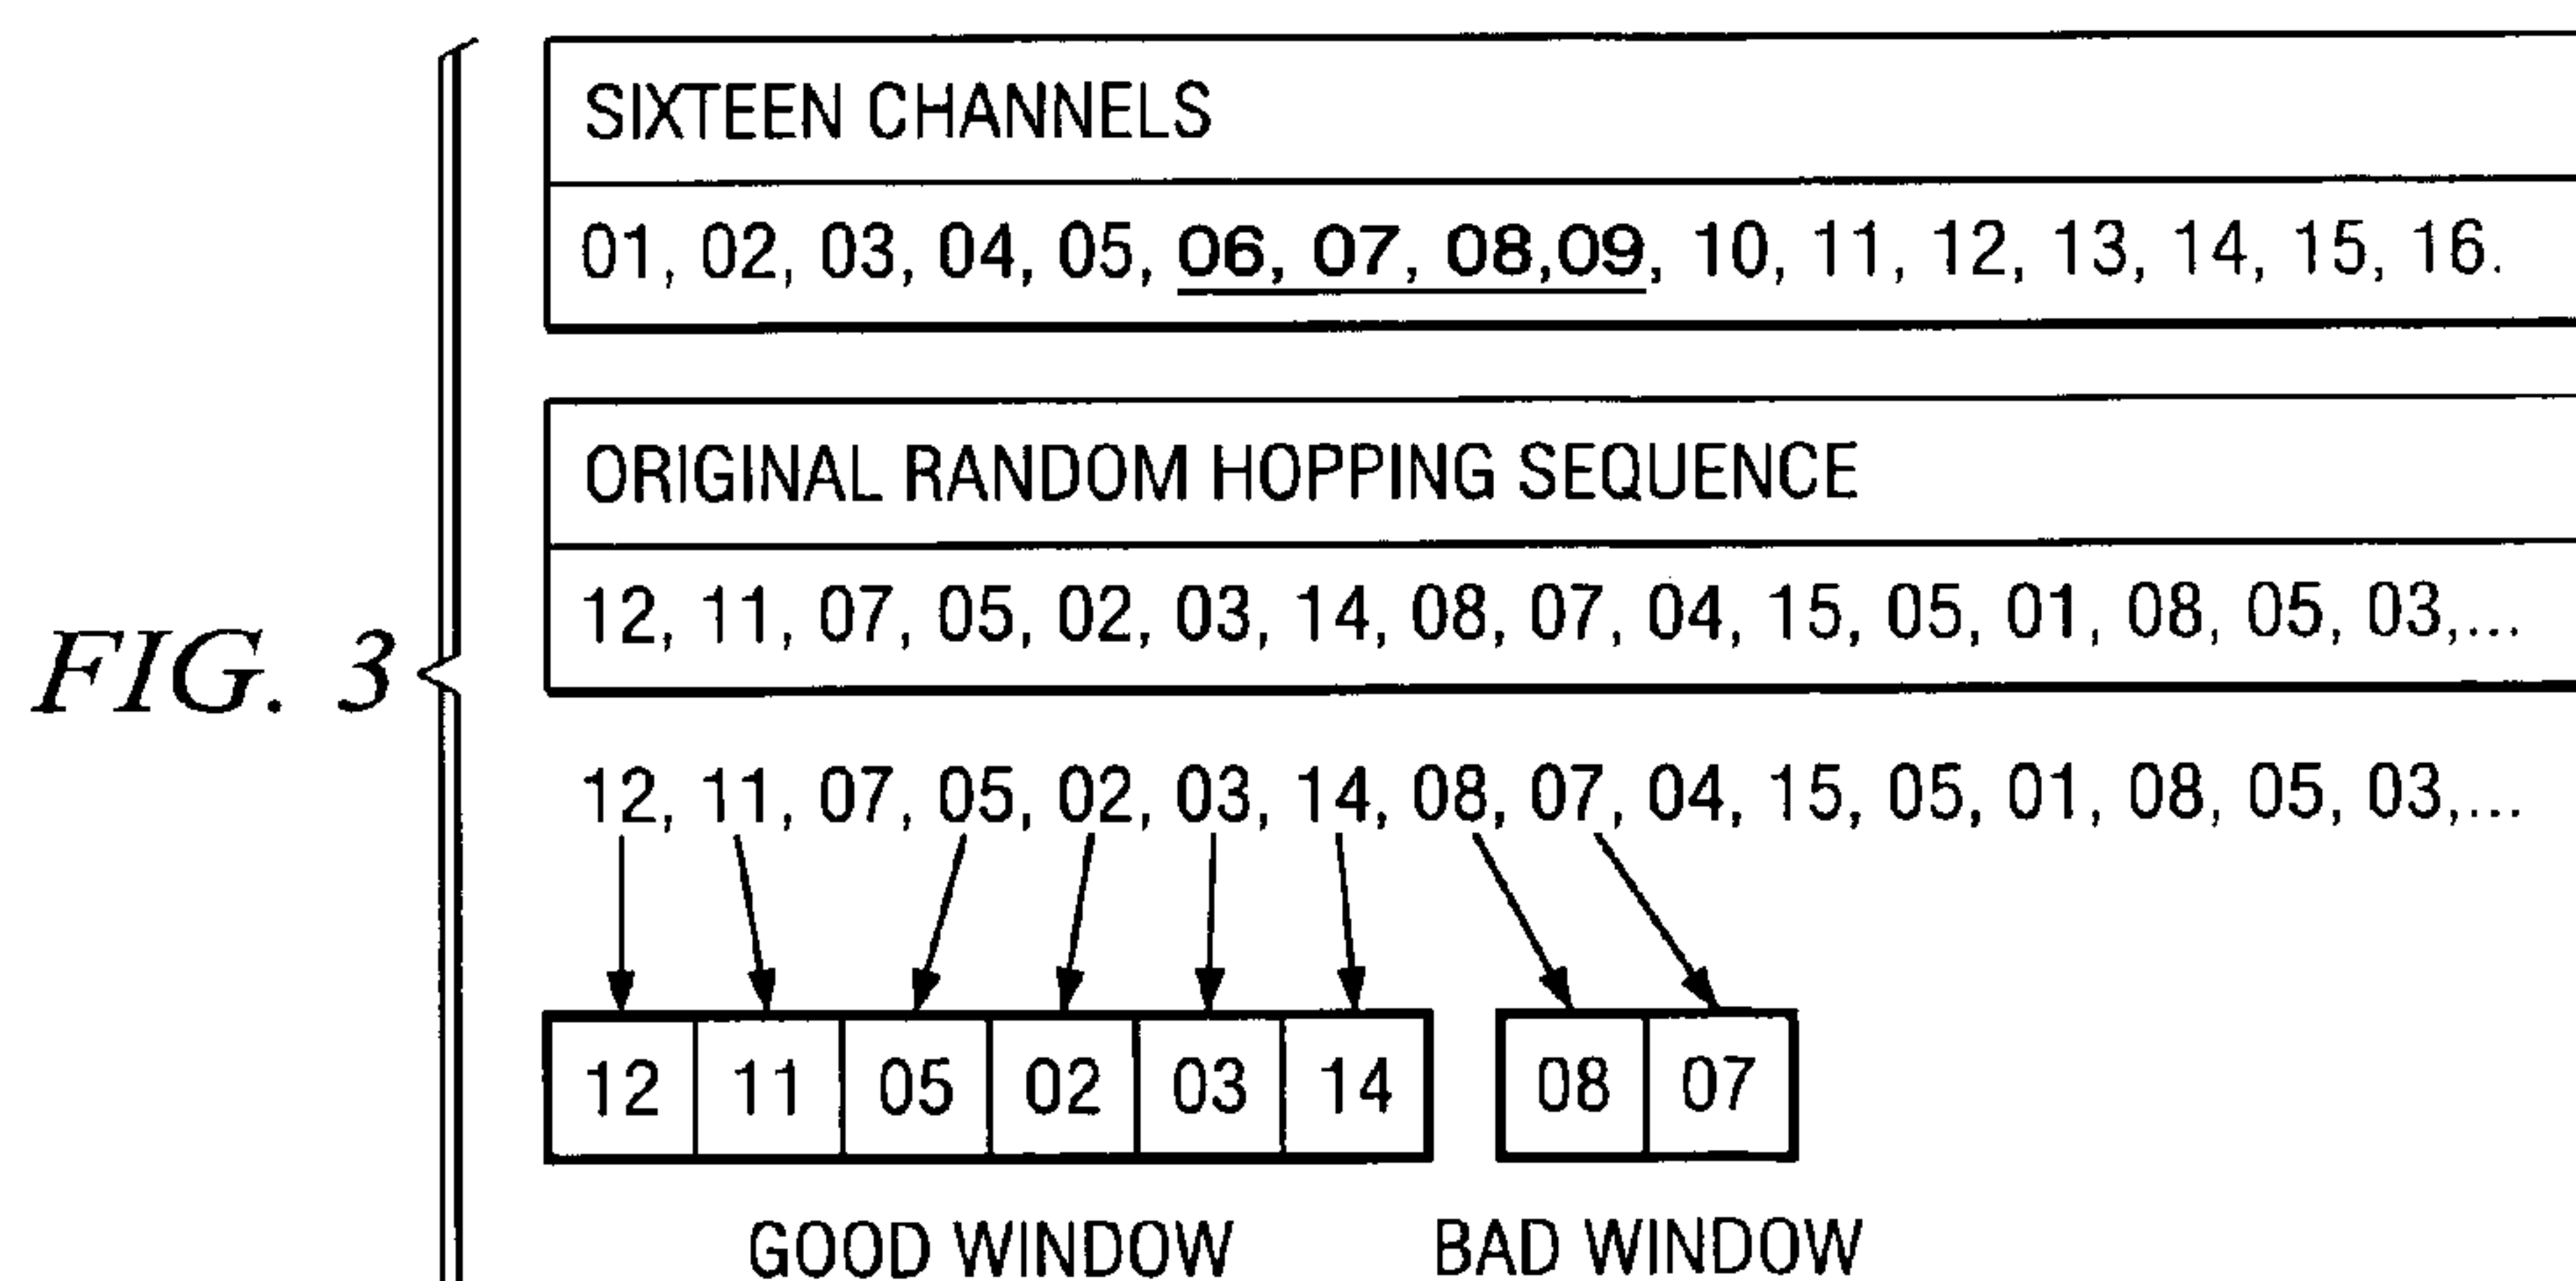 SIXTEEN CHANNELS
01, 02, 03, 04, 05, 06, 07, 08,09, 10, 11, 12, 13, 14, 15, 16.
ORIGINAL RANDOM HOPPING SEQUENCE
12, 11, 07, 05, 02, 03, 14, 08, 07, 04, 15, 05, 01, 08, 05, 03,...
FIG. 3
12, 11, 07, 05, 02, 03, 14, 08, 07, 04, 15, 05, 01, 08, 05, 03,...
12 11 05 02 03 14 08 07
GOOD WINDOW BAD WINDOW